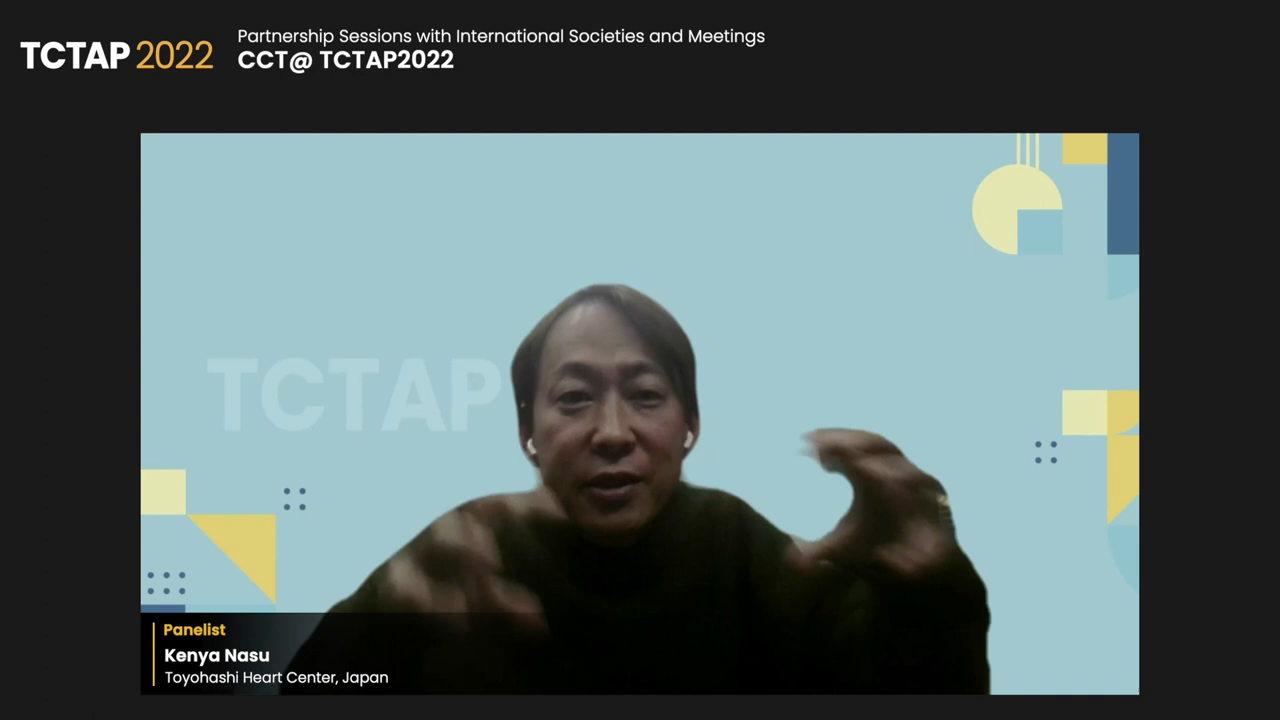 TCTAP 2022
Partnership Sessions with International Societies and Meetings
CCT@ TCTAP2022
TCTAP
Panelist
Kenya Nasu
Toyohashi Heart Center, Japan